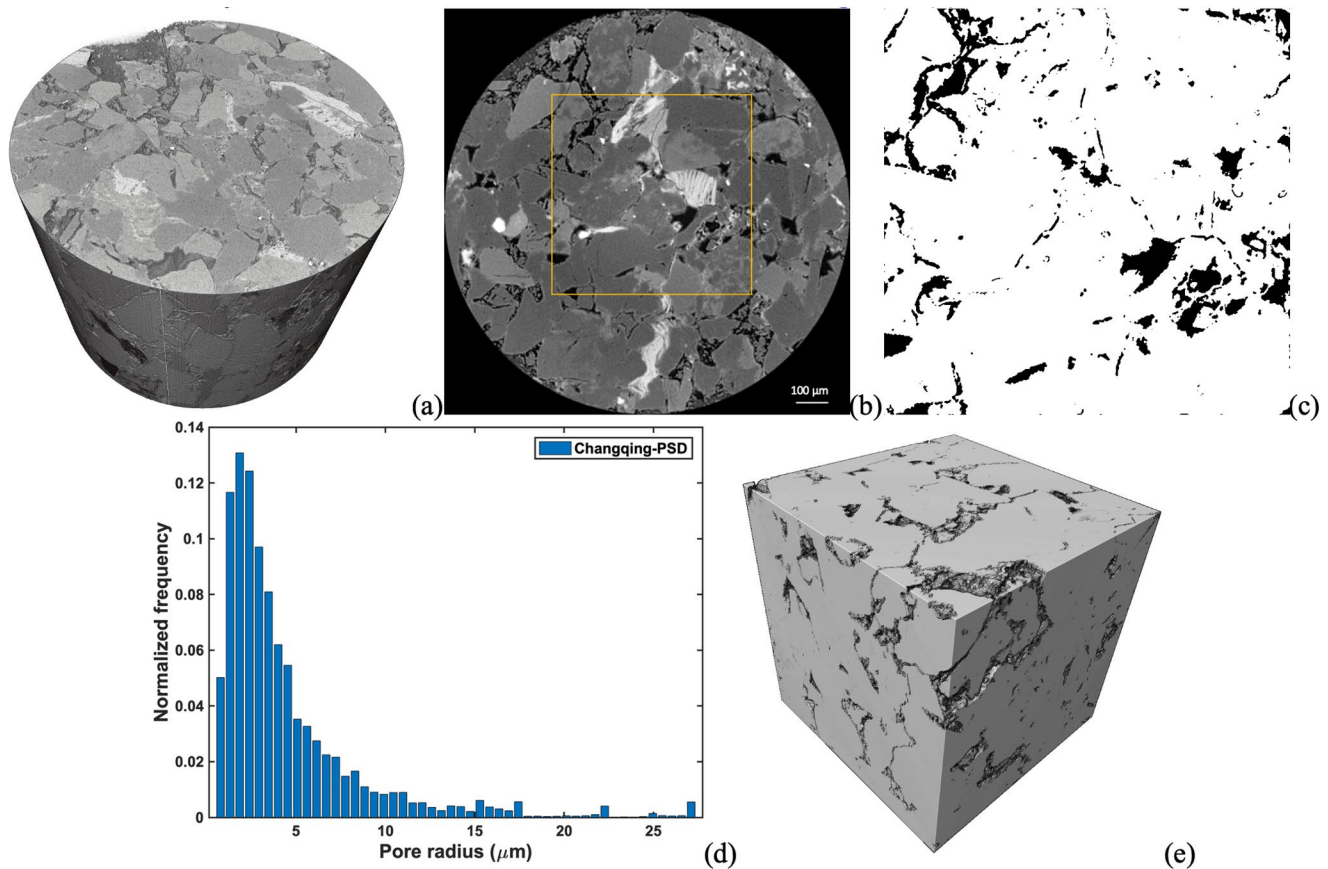 100 μm
(a)
(b)
(c)
0.14
0.12
0.1
0.08
0.06
0.04
0.02
0
Normalized frequency
Changqing-PSD
5
10
15
20
25
Pore radius (μm)
(d)
(e)